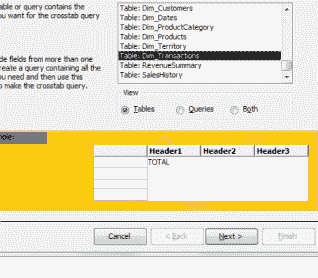 able or query contains the
ou want for the crosstab query
Table: Dim_Customers
Table: Dim_Dates
Table: Dim_ProductCategory
Table: Dim_Products
Table: Dim_Territory
Table: Dim_Transactions
Table: RevenueSummary
Table: SalesHistory
de fields from more than one
reate a query containing all the
ou need and then use this
o make the crosstab query.
View
Tables Queries Both
Header1 Header2 Header3
TOTAL
Cancel < Back Next > Finish